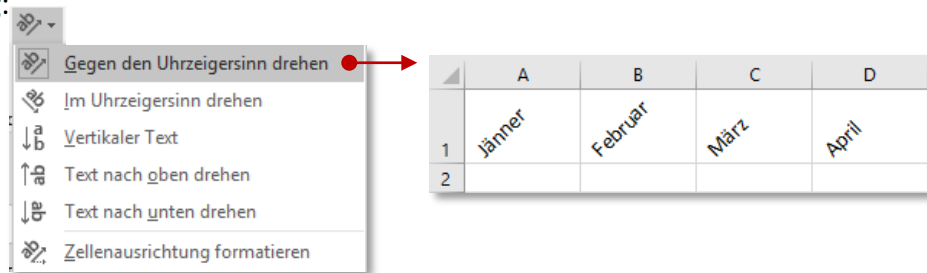 :
Gegen den Uhrzeigersinn drehen
Im Uhrzeigersinn drehen
Vertikaler Text
Text nach oben drehen
Text nach unten drehen
Zellenausrichtung formatieren
A B C D
1 Jänner Februar März April
2